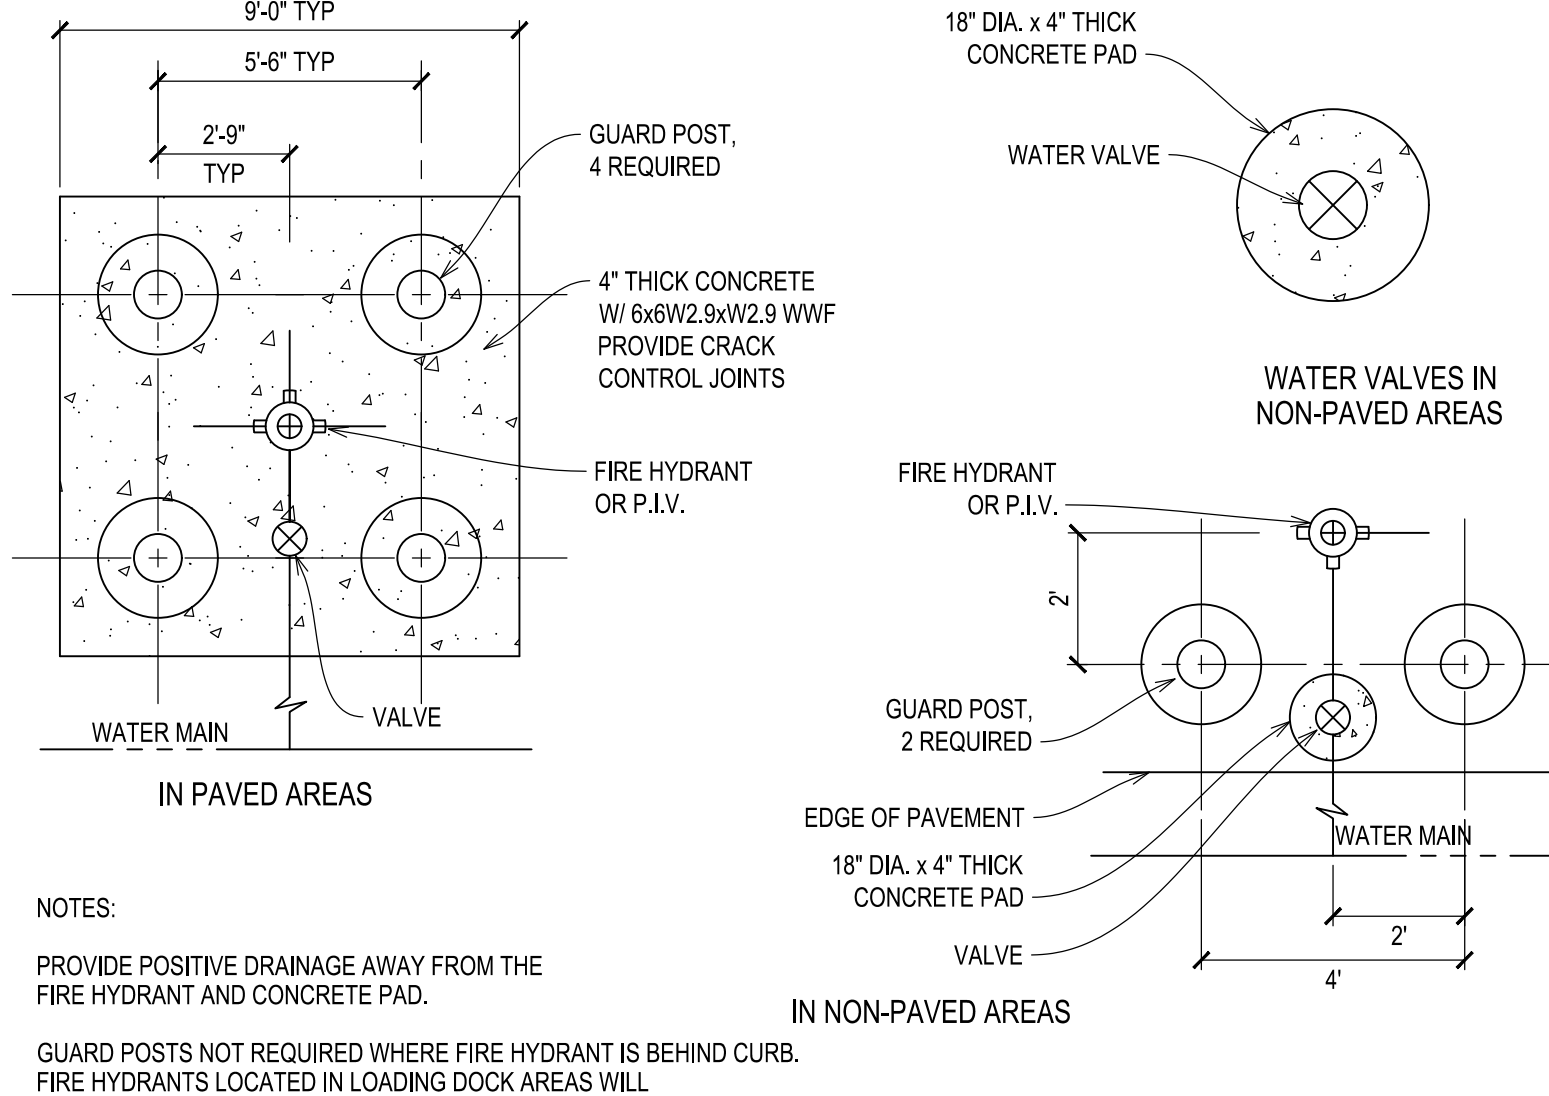 9'-0" TYP
5'-6" TYP
2'-9"
TYP
GUARD POST,
4 REQUIRED
4" THICK CONCRETE
W/ 6x6W2.9xW2.9 WWF
PROVIDE CRACK
CONTROL JOINTS
FIRE HYDRANT
OR P.I.V.
VALVE
WATER MAIN
IN PAVED AREAS
18" DIA. x 4" THICK
CONCRETE PAD
WATER VALVE
WATER VALVES IN
NON-PAVED AREAS
FIRE HYDRANT
OR P.I.V.
2'
GUARD POST,
2 REQUIRED
EDGE OF PAVEMENT
WATER MAIN
18" DIA. x 4" THICK
CONCRETE PAD
VALVE
2'
4'
IN NON-PAVED AREAS
NOTES:
PROVIDE POSITIVE DRAINAGE AWAY FROM THE
FIRE HYDRANT AND CONCRETE PAD.
GUARD POSTS NOT REQUIRED WHERE FIRE HYDRANT IS BEHIND CURB.
FIRE HYDRANTS LOCATED IN LOADING DOCK AREAS WILL